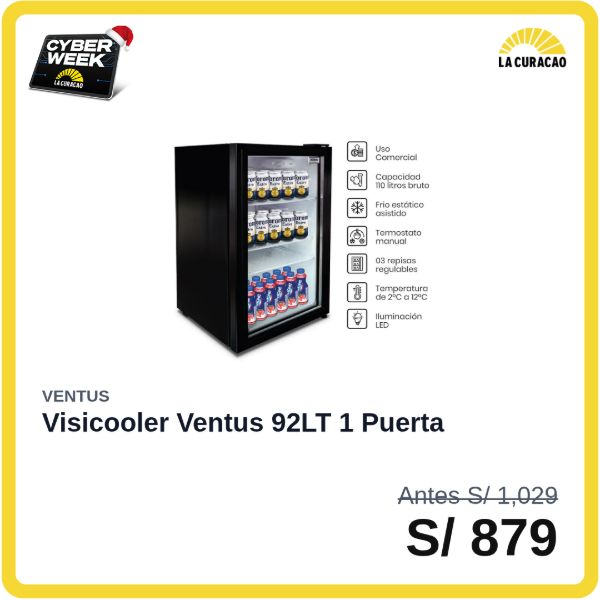 CYBER
WEEK
LA CURACAO
LA CURACAO
Uso
Comercial
Capacidad
110 litros bruto
Frio estático
asistido
Termostato
manual
03 repisas
regulables
Temperatura
de 2°C a 12°C
Iluminación
LED
VENTUS
Visicooler Ventus 92LT 1 Puerta
Antes S/ 1,029
S/ 879